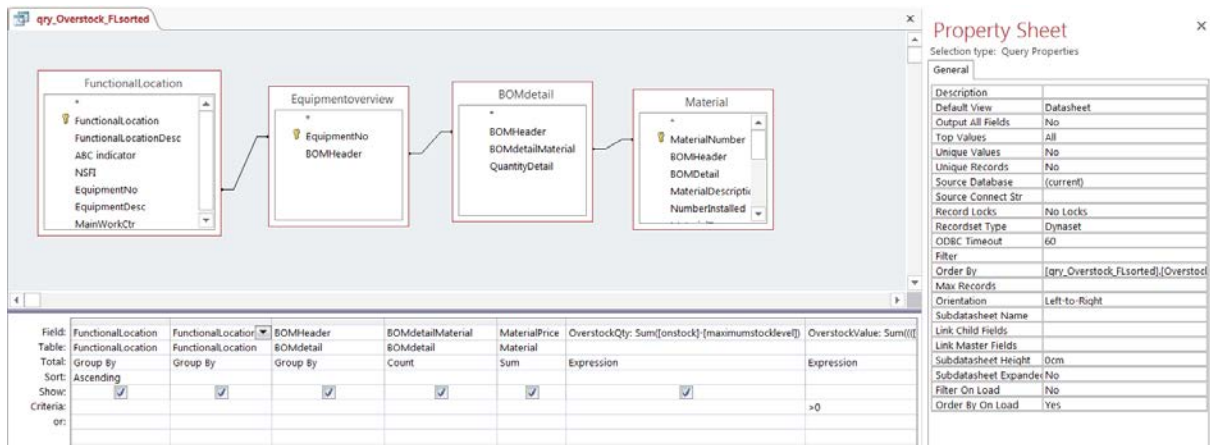 qry_Overstock_FLsorted
FunctionalLocation
*
FunctionalLocation
FunctionalLocationDesc
ABC indicator
NSFI
EquipmentNo
EquipmentDesc
MainWorkCtr
Equipmentoverview
*
EquipmentNo
BOMHeader
BOMdetail
*
BOMHeader
BOMdetailMaterial
QuantityDetail
Material
*
MaterialNumber
BOMHeader
BOMDetail
MaterialDescriptic
NumberInstalled
Field: FunctionalLocation FunctionalLocation BOMHeader BOMdetailMaterial MaterialPrice OverstockQty: Sum([onstock]-[maximumstocklevel]) OverstockValue: Sum((([
Table: FunctionalLocation FunctionalLocation BOMdetail BOMdetail Material
Total: Group By Group By Group By Count Sum Expression Expression
Sort: Ascending
Show:
Criteria: >0
or:
Property Sheet
Selection type: Query Properties
General
Description
Default View Datasheet
Output All Fields No
Top Values All
Unique Values No
Unique Records No
Source Database (current)
Source Connect Str
Record Locks No Locks
Recordset Type Dynaset
ODBC Timeout 60
Filter
Order By [qry_Overstock_FLsorted].[Overstocl
Max Records
Orientation Left-to-Right
Subdatasheet Name
Link Child Fields
Link Master Fields
Subdatasheet Height 0cm
Subdatasheet Expanded No
Filter On Load No
Order By On Load Yes